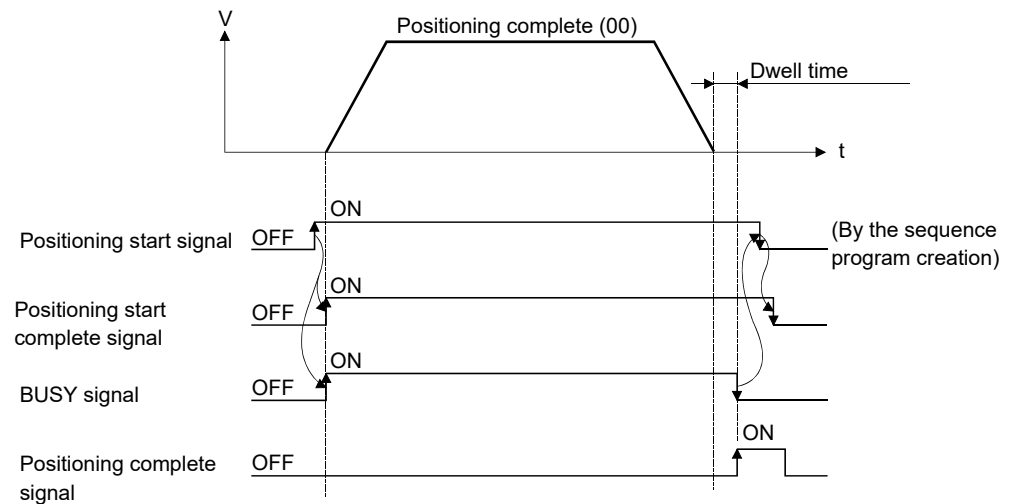 V
Positioning complete (00)
Dwell time
t
ON
Positioning start signal
OFF
(By the sequence
program creation)
ON
Positioning start
complete signal
OFF
ON
BUSY signal
OFF
ON
Positioning complete
signal
OFF